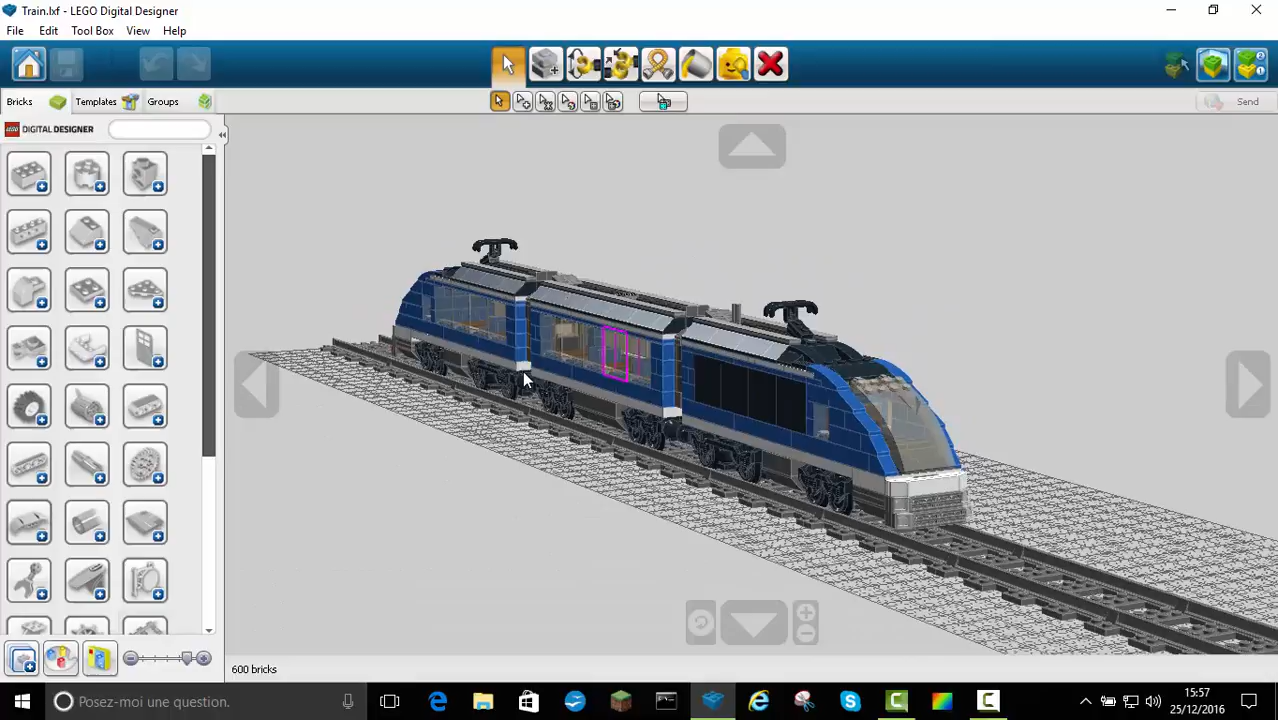 Train.lxf - LEGO Digital Designer
File Edit Tool Box View Help
Bricks Templates Groups
Send
LEGO DIGITAL DESIGNER
600 bricks
Posez-moi une question.
15:57
25/12/2016